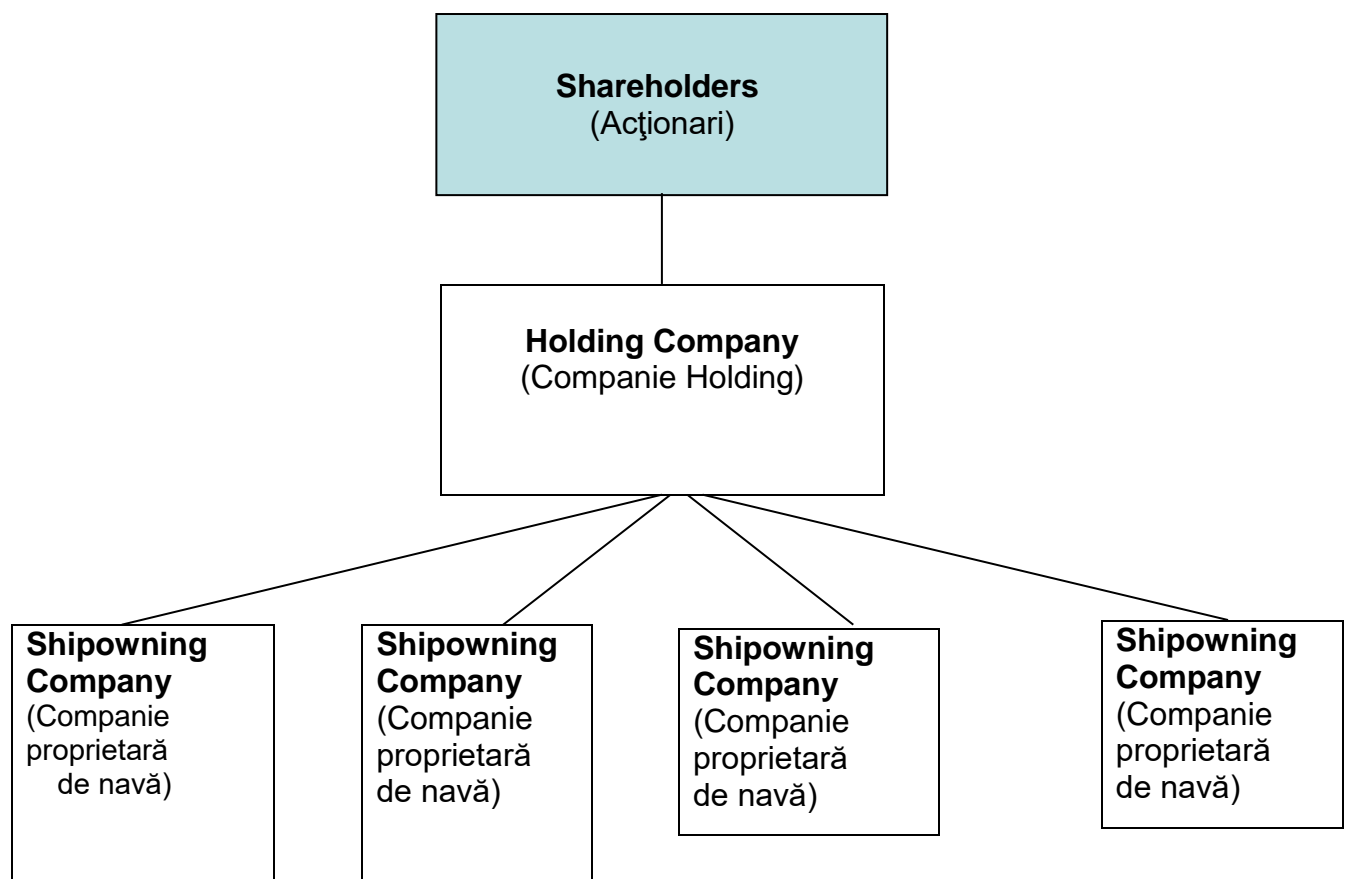 Shareholders
(Acţionari)
Holding Company
(Companie Holding)
Shipowning
Company
(Companie
proprietară
de navă)
Shipowning
Company
(Companie
proprietară
de navă)
Shipowning
Company
(Companie
proprietară
de navă)
Shipowning
Company
(Companie
proprietară
de navă)